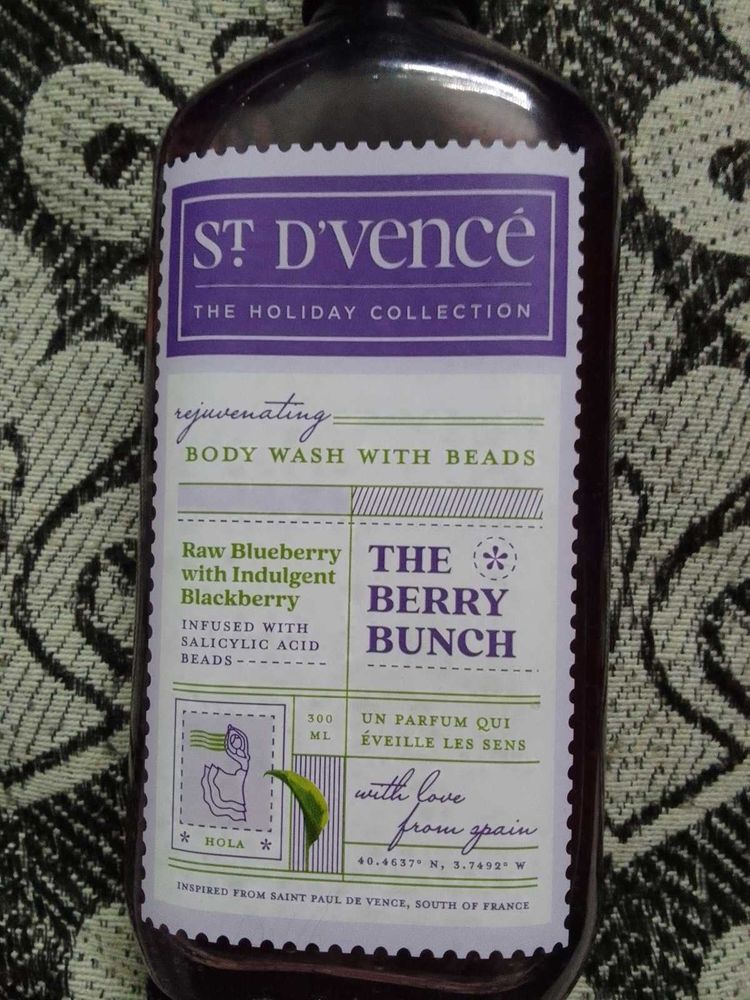 ST D'vencé
THE HOLIDAY COLLECTION
rejuvenating
BODY WASH WITH BEADS
Raw Blueberry
with Indulgent
Blackberry
INFUSED WITH
SALICYLIC ACID
BEADS
THE
BERRY
BUNCH
300
ML
UN PARFUM QUI
ÉVEILLE LES SENS
HOLA
with love
from spain
40.4637° N, 3.7492° W
INSPIRED FROM SAINT PAUL DE VENCE, SOUTH OF FRANCE